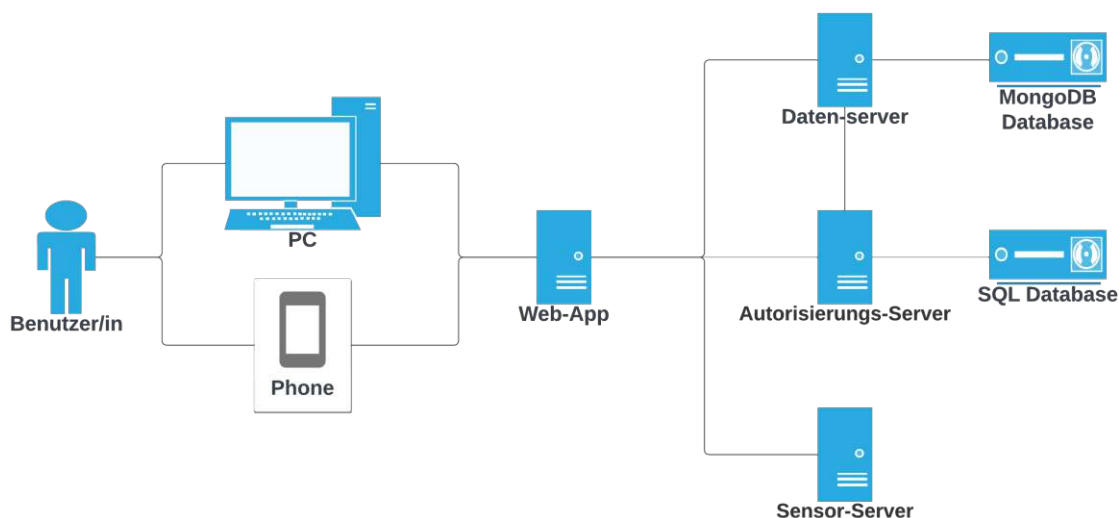 Benutzer/in
PC
Phone
Web-App
Daten-server
MongoDB
Database
Autorisierungs-Server
SQL Database
Sensor-Server